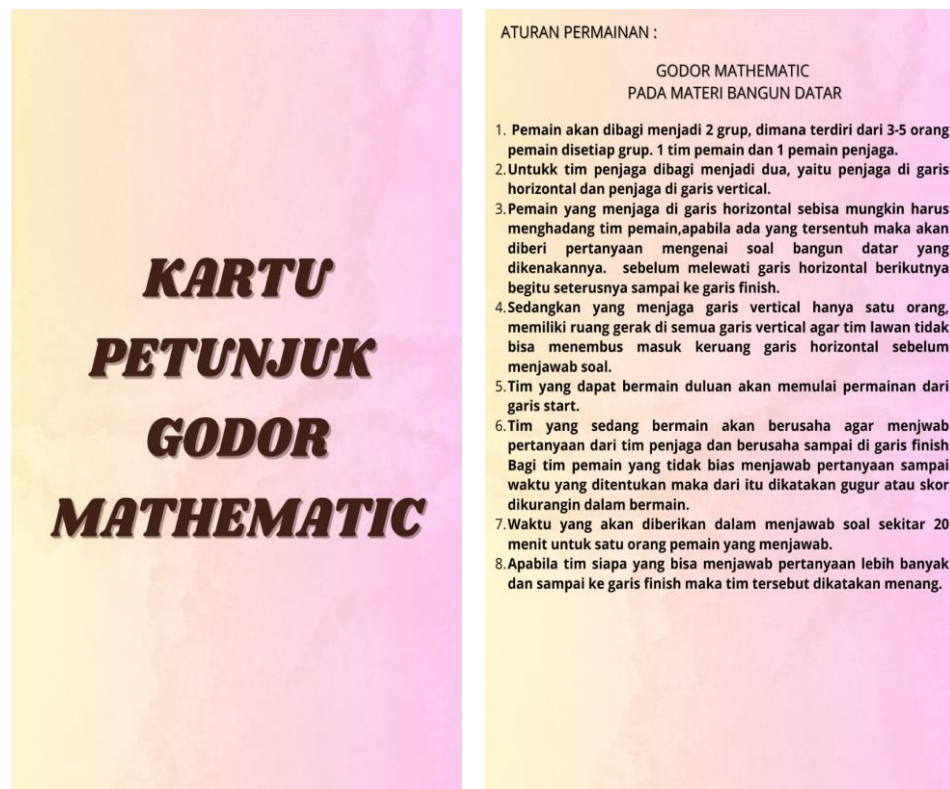 KARTU
PETUNJUK
GODOR
MATHEMATIC
ATURAN PERMAINAN :
GODOR MATHEMATIC
PADA MATERI BANGUN DATAR
1. Pemain akan dibagi menjadi 2 grup, dimana terdiri dari 3-5 orang
pemain disetiap grup. 1 tim pemain dan 1 pemain penjaga.
2. Untukk tim penjaga dibagi menjadi dua, yaitu penjaga di garis
horizontal dan penjaga di garis vertical.
3. Pemain yang menjaga di garis horizontal sebisa mungkin harus
menghadang tim pemain,apabila ada yang tersentuh maka akan
diberi pertanyaan mengenai soal bangun datar yang
dikenakannya. sebelum melewati garis horizontal berikutnya
begitu seterusnya sampai ke garis finish.
4. Sedangkan yang menjaga garis vertical hanya satu orang,
memiliki ruang gerak di semua garis vertical agar tim lawan tidak
bisa menembus masuk keruang garis horizontal sebelum
menjawab soal.
5. Tim yang dapat bermain duluan akan memulai permainan dari
garis start.
6. Tim yang sedang bermain akan berusaha agar menjwab
pertanyaan dari tim penjaga dan berusaha sampai di garis finish
Bagi tim pemain yang tidak bias menjawab pertanyaan sampai
waktu yang ditentukan maka dari itu dikatakan gugur atau skor
dikurangin dalam bermain.
7. Waktu yang akan diberikan dalam menjawab soal sekitar 20
menit untuk satu orang pemain yang menjawab.
8. Apabila tim siapa yang bisa menjawab pertanyaan lebih banyak
dan sampai ke garis finish maka tim tersebut dikatakan menang.